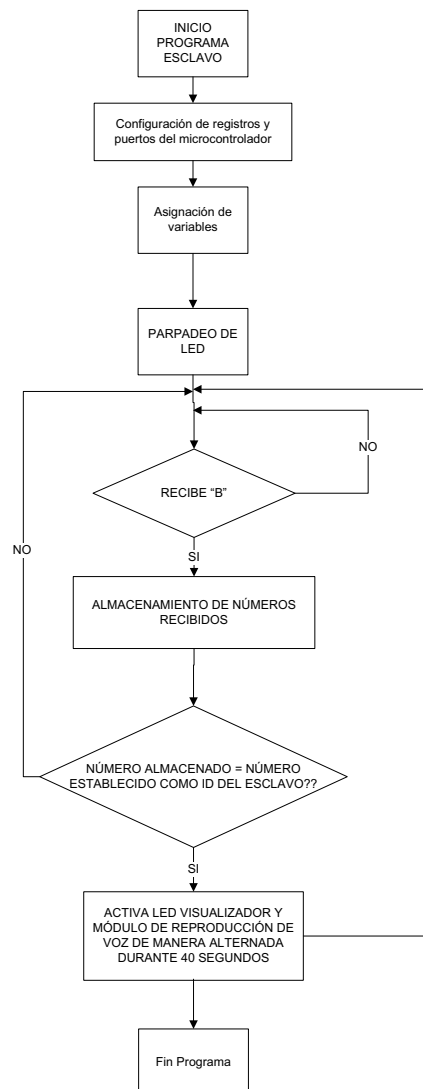 INICIO
PROGRAMA
ESCLAVO
Configuración de registros y
puertos del microcontrolador
Asignación de
variables
PARPADEO DE
LED
NO
RECIBE “B”
NO
SI
ALMACENAMIENTO DE NÚMEROS
RECIBIDOS
NÚMERO ALMACENADO = NÚMERO
ESTABLECIDO COMO ID DEL ESCLAVO??
SI
ACTIVA LED VISUALIZADOR Y
MÓDULO DE REPRODUCCIÓN DE
VOZ DE MANERA ALTERNADA
DURANTE 40 SEGUNDOS
Fin Programa